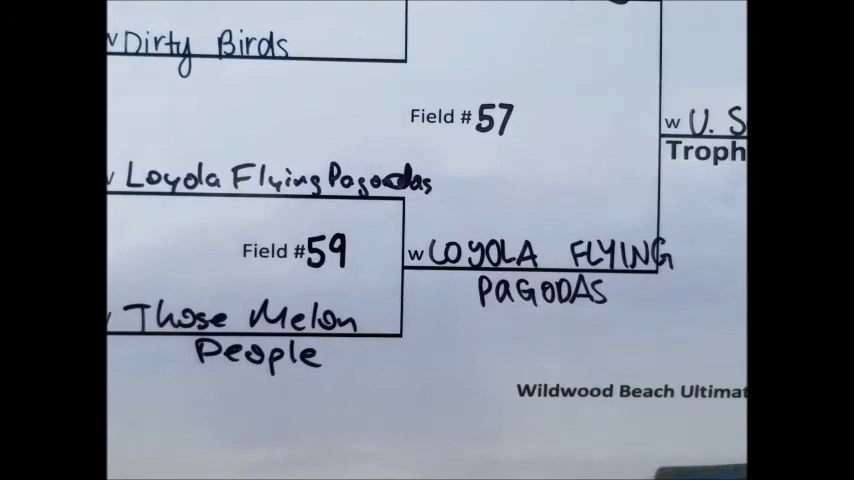 w Dirty Birds
Field # 57
w U. S
Troph
Loyola Flying Pagodas
Field # 59
w LOYOLA FLYING
PAGODAS
Those Melon
People
Wildwood Beach Ultimat